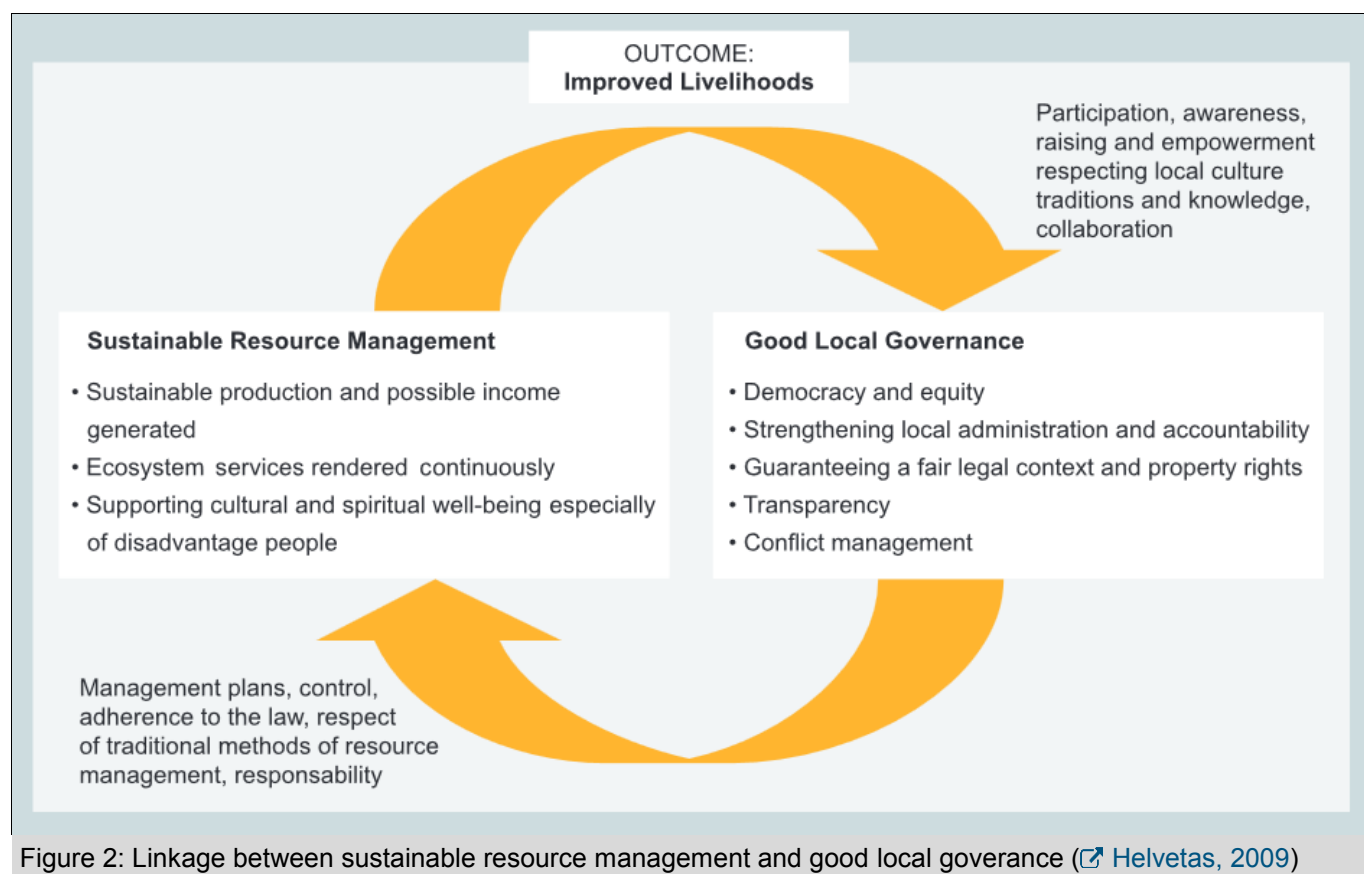 OUTCOME:
Improved Livelihoods
Participation, awareness,
raising and empowerment
respecting local culture
traditions and knowledge,
collaboration
Sustainable Resource Management
• Sustainable production and possible income
generated
• Ecosystem services rendered continuously
• Supporting cultural and spiritual well-being especially
of disadvantage people
Good Local Governance
• Democracy and equity
• Strengthening local administration and accountability
• Guaranteeing a fair legal context and property rights
• Transparency
• Conflict management
Management plans, control,
adherence to the law, respect
of traditional methods of resource
management, responsability
Figure 2: Linkage between sustainable resource management and good local goverance (Helvetas, 2009)